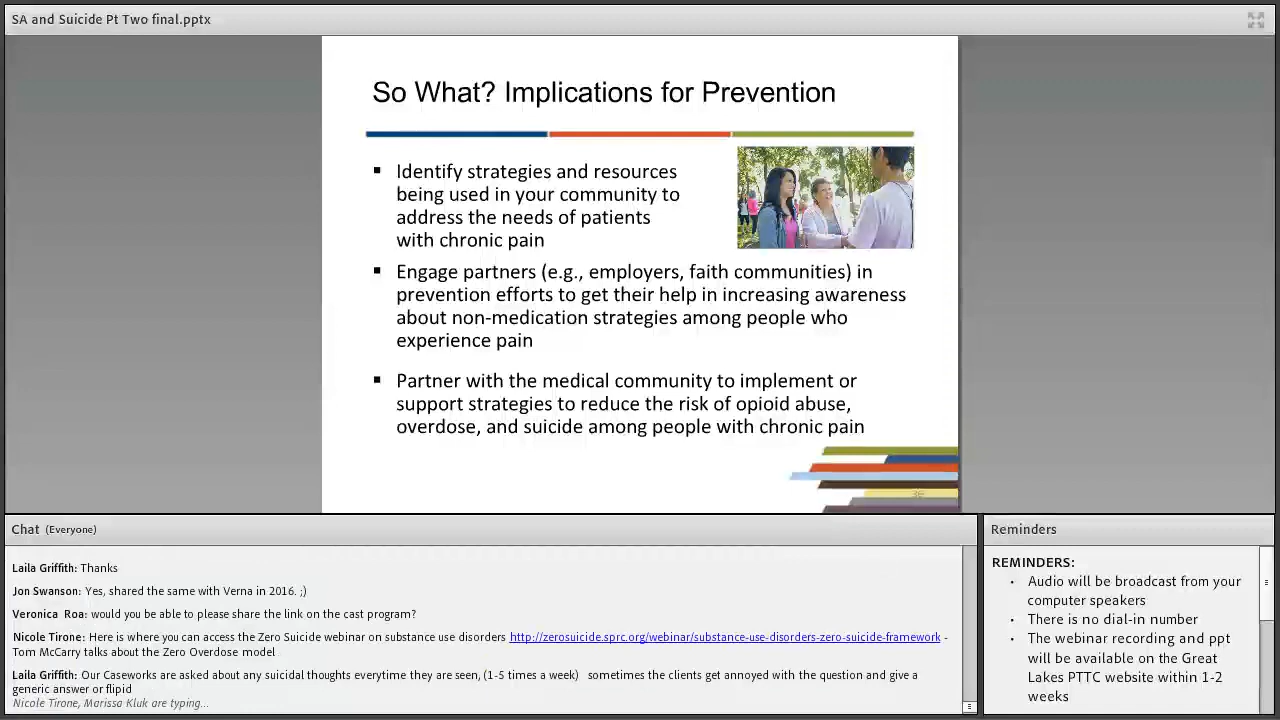 SA and Suicide Pt Two final.pptx
So What? Implications for Prevention
▪ Identify strategies and resources
being used in your community to
address the needs of patients
with chronic pain
▪ Engage partners (e.g., employers, faith communities) in
prevention efforts to get their help in increasing awareness
about non-medication strategies among people who
experience pain
▪ Partner with the medical community to implement or
support strategies to reduce the risk of opioid abuse,
overdose, and suicide among people with chronic pain
Chat (Everyone)
Laila Griffith: Thanks
Jon Swanson: Yes, shared the same with Verna in 2016. ;)
Veronica Roa: would you be able to please share the link on the cast program?
Nicole Tirone: Here is where you can access the Zero Suicide webinar on substance use disorders http://zerosuicide.sprc.org/webinar/substance-use-disorders-zero-suicide-framework -
Tom McCarry talks about the Zero Overdose model
Laila Griffith: Our Caseworks are asked about any suicidal thoughts everytime they are seen, (1-5 times a week) sometimes the clients get annoyed with the question and give a
generic answer or flipid
Nicole Tirone, Marissa Kluk are typing...
Reminders
REMINDERS:
• Audio will be broadcast from your
computer speakers
• There is no dial-in number
• The webinar recording and ppt
will be available on the Great
Lakes PTTC website within 1-2
weeks